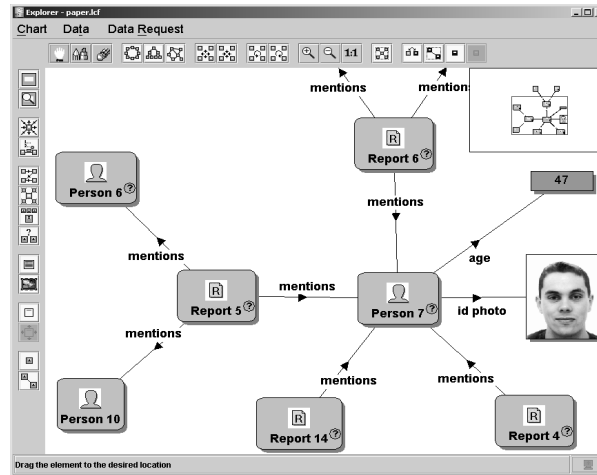 Explorer - paper.lcf
Chart Data Data Request
1:1
mentions mentions
R
Report 6 ?
47
Person 6 ?
mentions
age
mentions
R
Report 5 ?
mentions
Person 7 ?
id photo
mentions
Person 10
mentions
mentions
R
Report 14 ?
R
Report 4 ?
Drag the element to the desired location